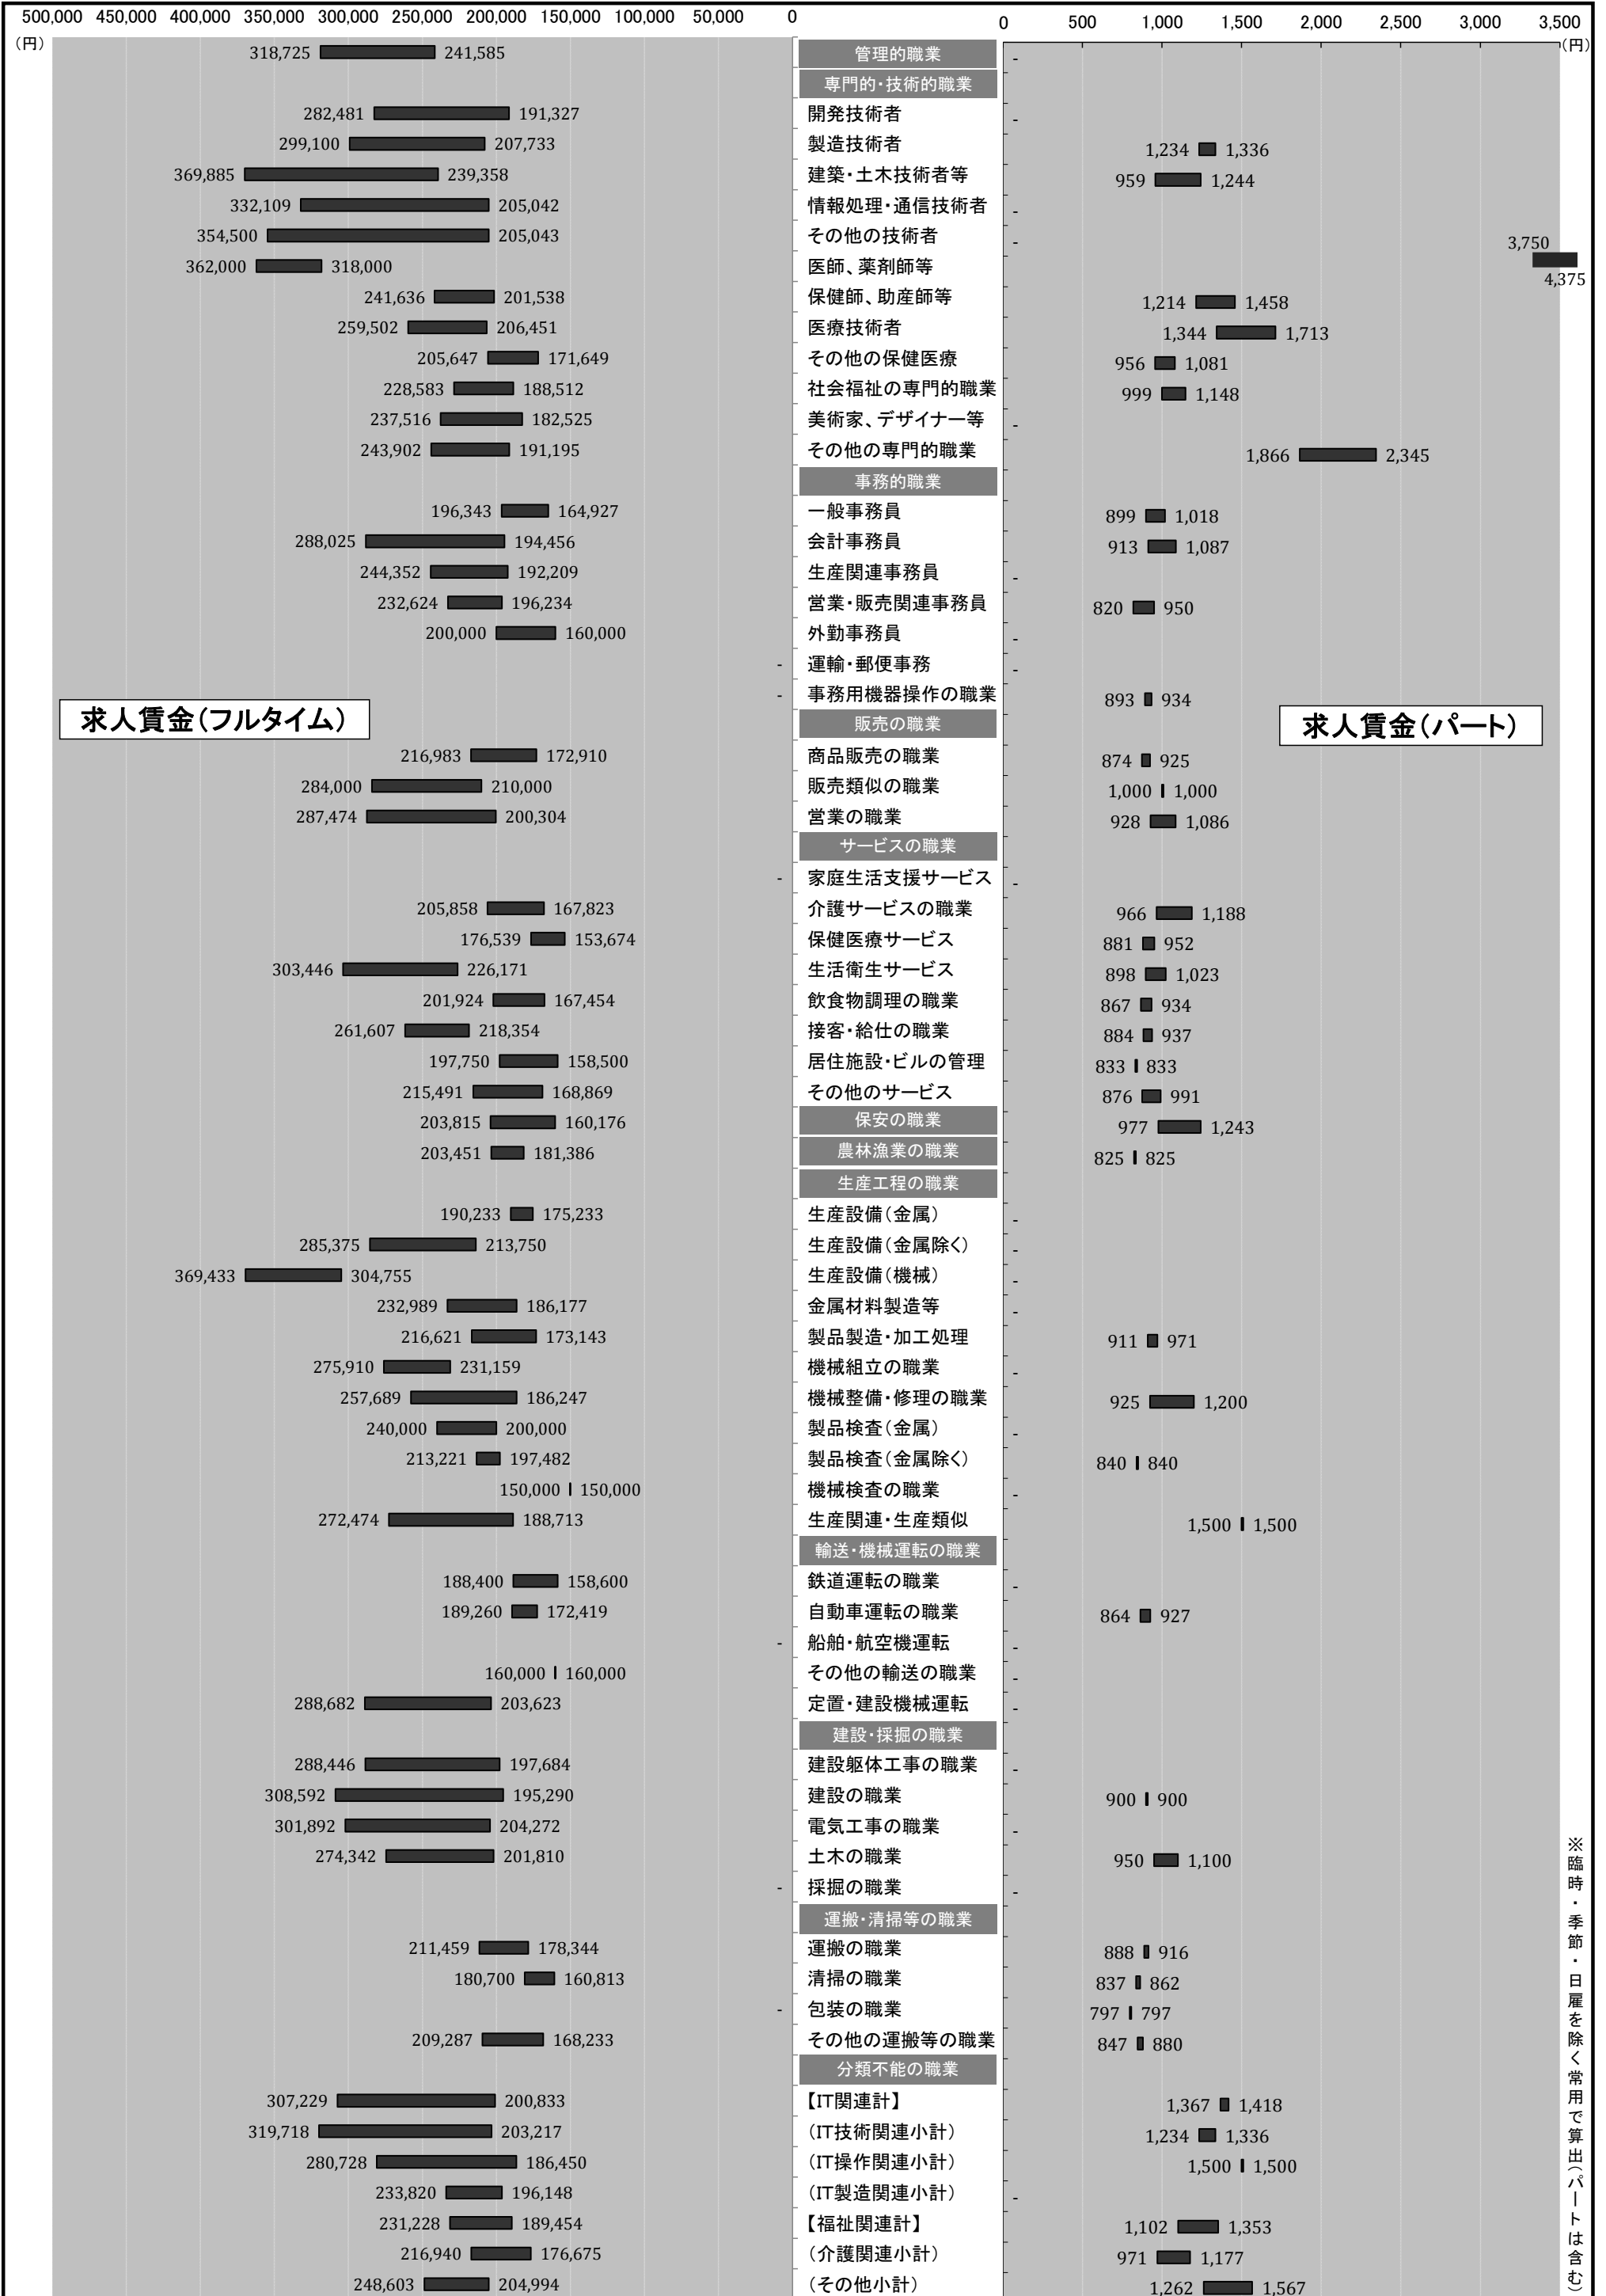 500,000 450,000 400,000 350,000 300,000 250,000 200,000 150,000 100,000 50,000 0 0 500 1,000 1,500 2,000 2,500 3,000 3,500
(円) (円)
318,725 241,585 管理的職業 -
専門的・技術的職業
282,481 191,327 開発技術者 -
299,100 207,733 製造技術者 1,234 1,336
369,885 239,358 建築・土木技術者等 959 1,244
332,109 205,042 情報処理・通信技術者 -
354,500 205,043 その他の技術者 -
362,000 318,000 医師、薬剤師等 3,750 4,375
241,636 201,538 保健師、助産師等 1,214 1,458
259,502 206,451 医療技術者 1,344 1,713
205,647 171,649 その他の保健医療 956 1,081
228,583 188,512 社会福祉の専門的職業 999 1,148
237,516 182,525 美術家、デザイナー等 -
243,902 191,195 その他の専門的職業 1,866 2,345
事務的職業
196,343 164,927 一般事務員 899 1,018
288,025 194,456 会計事務員 913 1,087
244,352 192,209 生産関連事務員 -
232,624 196,234 営業・販売関連事務員 820 950
200,000 160,000 外勤事務員 -
- 運輸・郵便事務 -
- 事務用機器操作の職業 893 934
求人賃金(フルタイム) 販売の職業 求人賃金(パート)
216,983 172,910 商品販売の職業 874 925
284,000 210,000 販売類似の職業 1,000 1,000
287,474 200,304 営業の職業 928 1,086
サービスの職業
- 家庭生活支援サービス -
205,858 167,823 介護サービスの職業 966 1,188
176,539 153,674 保健医療サービス 881 952
303,446 226,171 生活衛生サービス 898 1,023
201,924 167,454 飲食物調理の職業 867 934
261,607 218,354 接客・給仕の職業 884 937
197,750 158,500 居住施設・ビルの管理 833 833
215,491 168,869 その他のサービス 876 991
203,815 160,176 保安の職業 977 1,243
203,451 181,386 農林漁業の職業 825 825
生産工程の職業
190,233 175,233 生産設備(金属) -
285,375 213,750 生産設備(金属除く) -
369,433 304,755 生産設備(機械) -
232,989 186,177 金属材料製造等 -
216,621 173,143 製品製造・加工処理 911 971
275,910 231,159 機械組立の職業 -
257,689 186,247 機械整備・修理の職業 925 1,200
240,000 200,000 製品検査(金属) -
213,221 197,482 製品検査(金属除く) 840 840
150,000 150,000 機械検査の職業 -
272,474 188,713 生産関連・生産類似 1,500 1,500
輸送・機械運転の職業
188,400 158,600 鉄道運転の職業 -
189,260 172,419 自動車運転の職業 864 927
- 船舶・航空機運転 -
160,000 160,000 その他の輸送の職業 -
288,682 203,623 定置・建設機械運転 -
建設・採掘の職業
288,446 197,684 建設躯体工事の職業 -
308,592 195,290 建設の職業 900 900
301,892 204,272 電気工事の職業 -
274,342 201,810 土木の職業 950 1,100
- 採掘の職業 -
運搬・清掃等の職業
211,459 178,344 運搬の職業 888 916
180,700 160,813 清掃の職業 837 862
- 包装の職業 797 797
209,287 168,233 その他の運搬等の職業 847 880
分類不能の職業
307,229 200,833 【IT関連計】 1,367 1,418
319,718 203,217 (IT技術関連小計) 1,234 1,336
280,728 186,450 (IT操作関連小計) 1,500 1,500
233,820 196,148 (IT製造関連小計) -
231,228 189,454 【福祉関連計】 1,102 1,353
216,940 176,675 (介護関連小計) 971 1,177
248,603 204,994 (その他小計) 1,262 1,567
※臨時・季節・日雇を除く常用で算出(パートは含む)